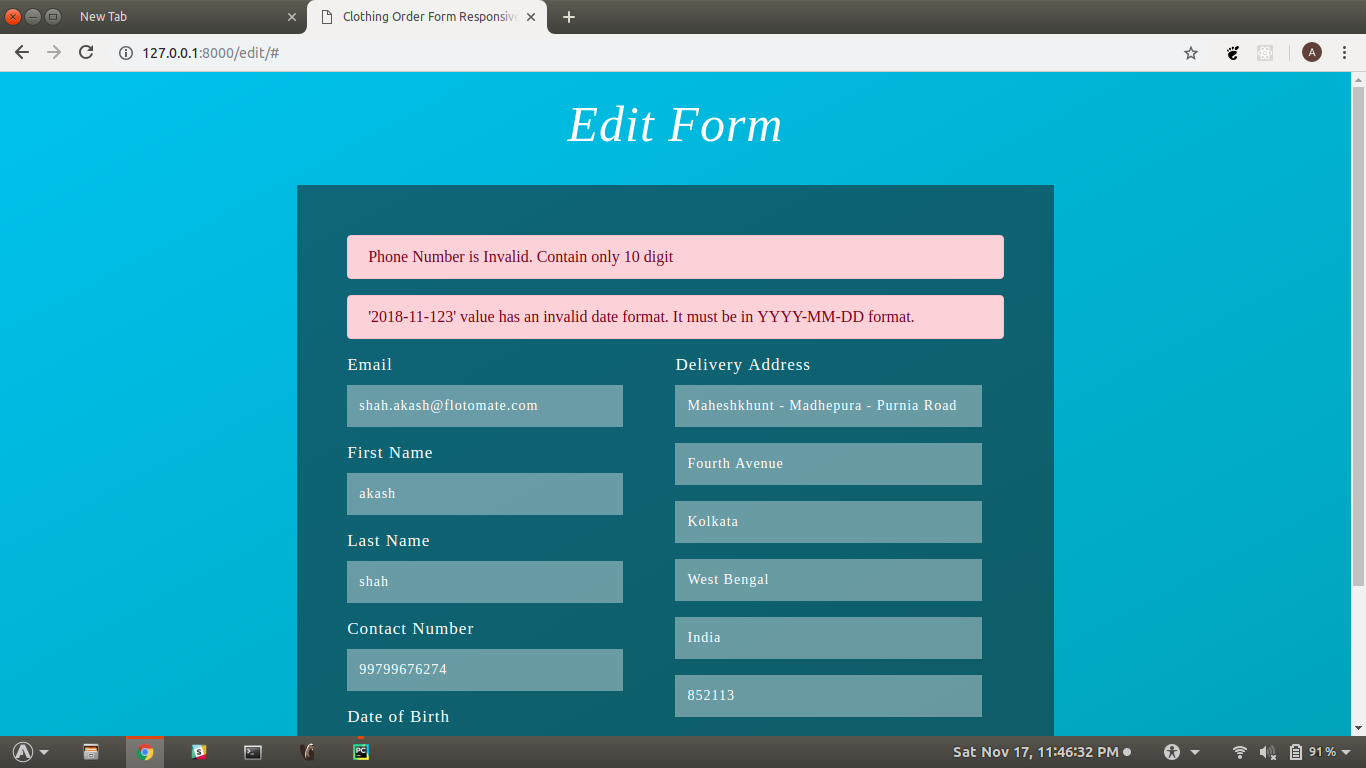 New Tab
Clothing Order Form Responsive
127.0.0.1:8000/edit/#
A
Edit Form
Phone Number is Invalid. Contain only 10 digit
'2018-11-123' value has an invalid date format. It must be in YYYY-MM-DD format.
Email
shah.akash@flotomate.com
First Name
akash
Last Name
shah
Contact Number
99799676274
Date of Birth
Delivery Address
Maheshkhunt - Madhepura - Purnia Road
Fourth Avenue
Kolkata
West Bengal
India
852113
PC
Sat Nov 17, 11:46:32 PM
91%